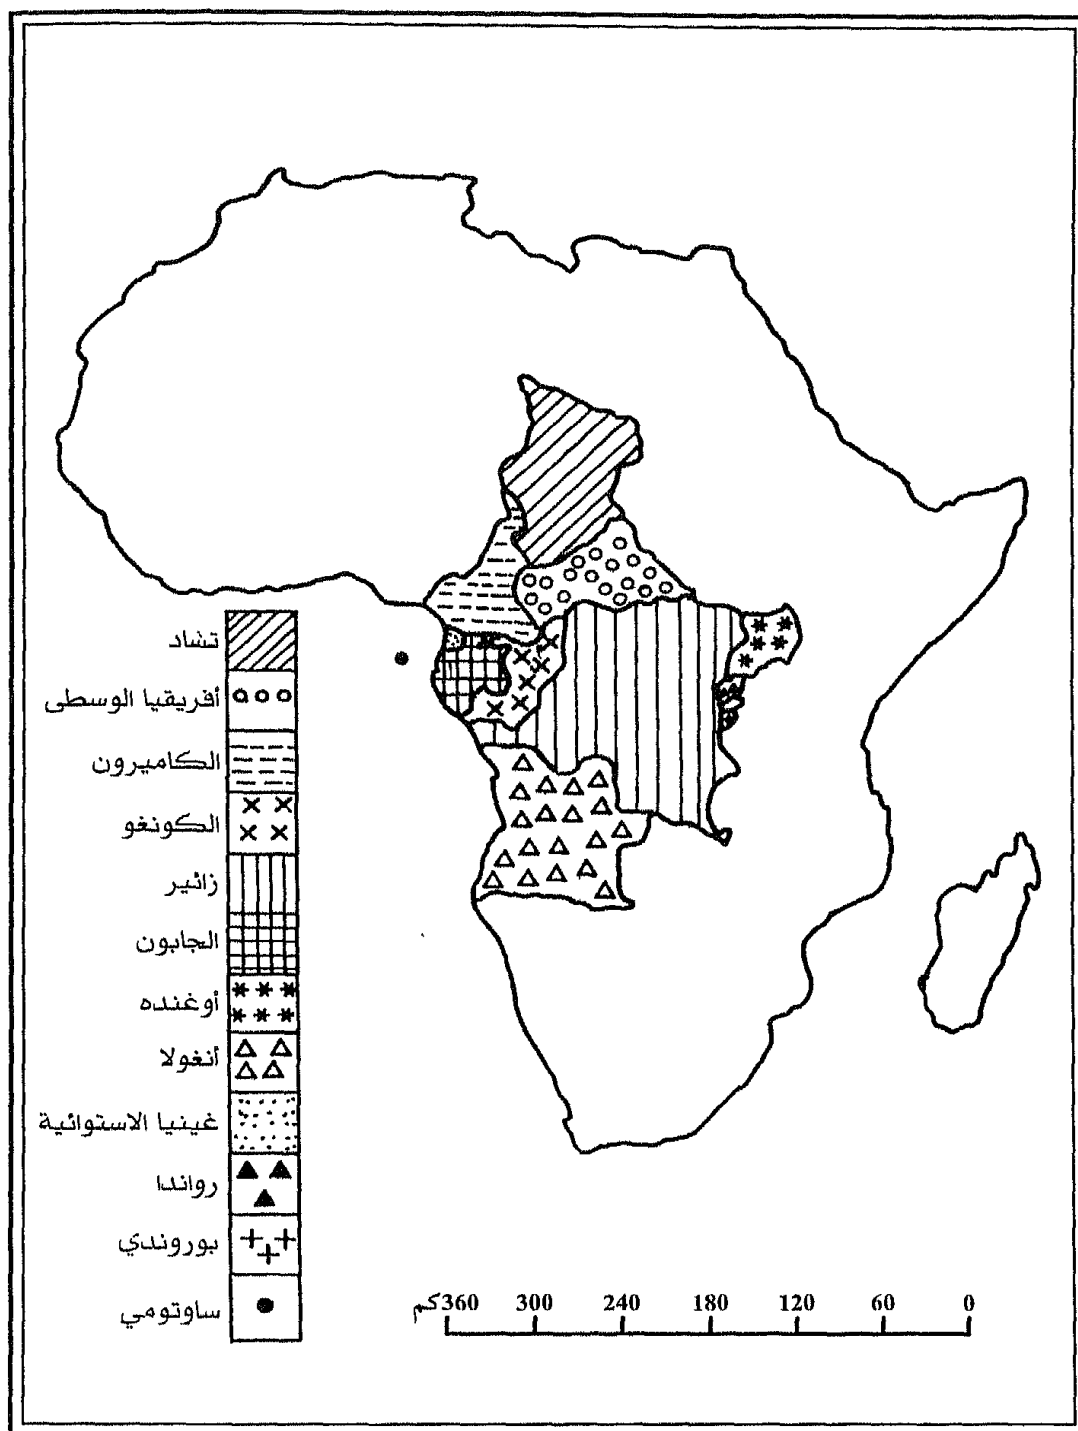 تشاد
أفريقيا الوسطى
الكاميرون
الكونغو
زائير
الجابون
أوغنده
أنغولا
غينيا الاستوائية
رواندا
بوروندي
ساوتومي
0 60 120 180 240 300 360كم